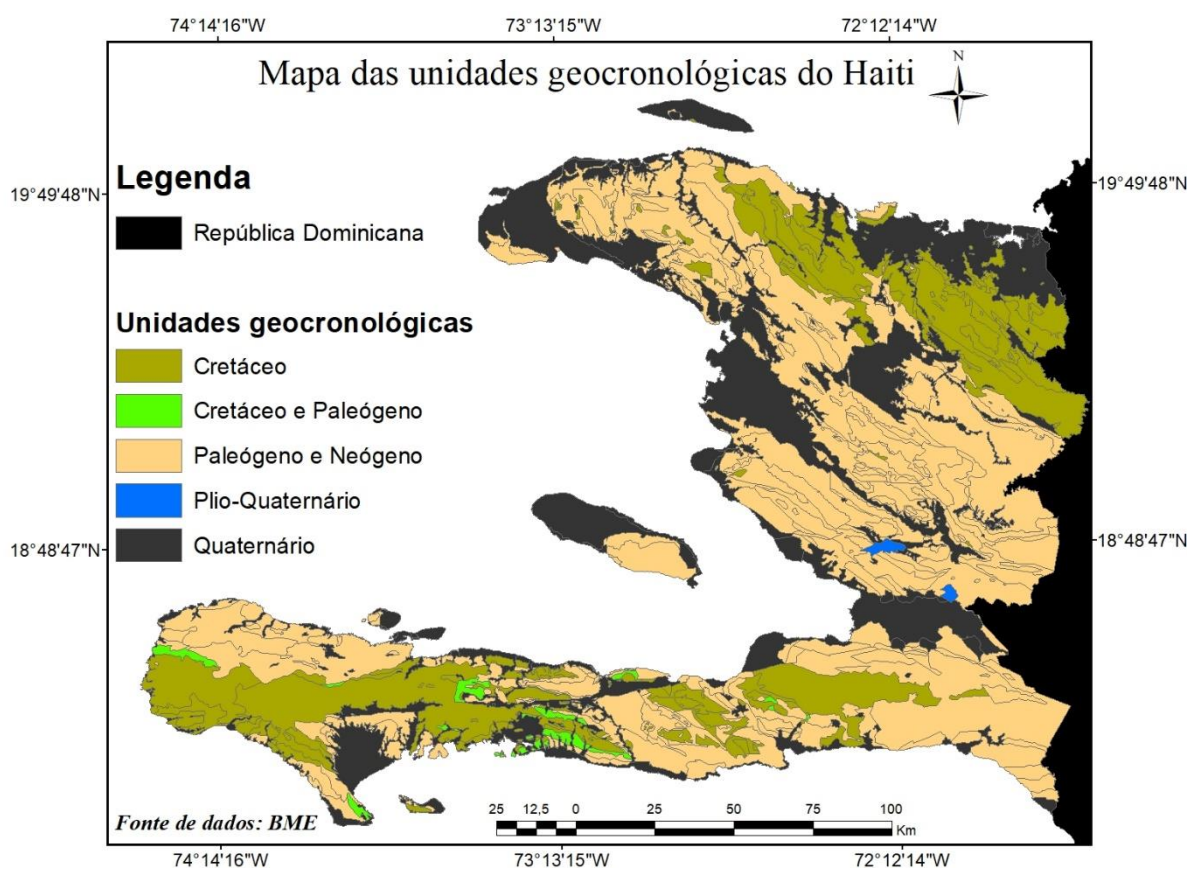 74°14'16"W 73°13'15"W 72°12'14"W
Mapa das unidades geocronológicas do Haiti
N
19°49'48"N 19°49'48"N
Legenda
República Dominicana
Unidades geocronológicas
Cretáceo
Cretáceo e Paleógeno
Paleógeno e Neógeno
Plio-Quaternário
Quaternário
18°48'47"N 18°48'47"N
Fonte de dados: BME
25 12,5 0 25 50 75 100
Km
74°14'16"W 73°13'15"W 72°12'14"W